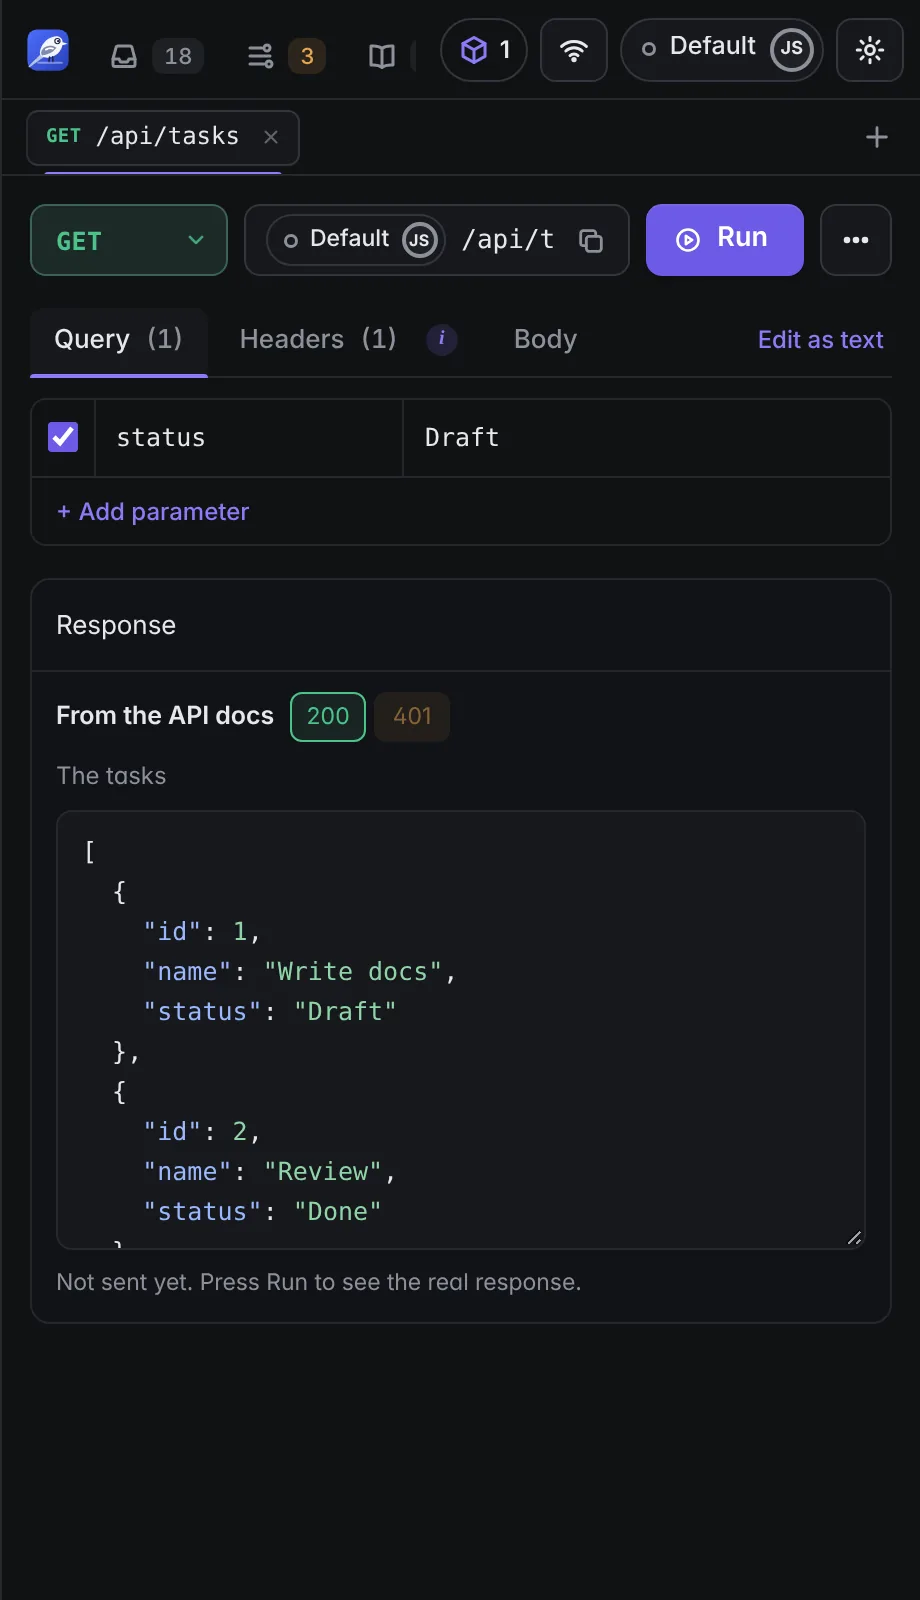 18
3
1
Default JS
GET /api/tasks
GET
Default JS /api/t
Run
Query (1)
Headers (1)
i
Body
Edit as text
status
Draft
+ Add parameter
Response
From the API docs 200 401
The tasks
[
{
"id": 1,
"name": "Write docs",
"status": "Draft"
},
{
"id": 2,
"name": "Review",
"status": "Done"
}
Not sent yet. Press Run to see the real response.